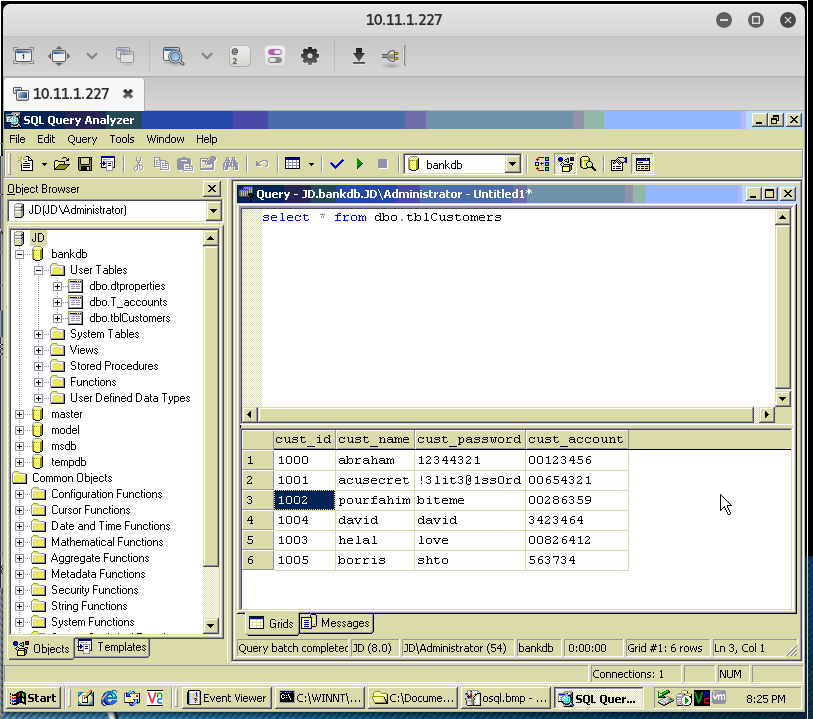 10.11.1.227
10.11.1.227
SQL Query Analyzer
File Edit Query Tools Window Help
bankdb
Object Browser
JD(JD\Administrator)
JD
bankdb
User Tables
dbo.dtproperties
dbo.T_accounts
dbo.tblCustomers
System Tables
Views
Stored Procedures
Functions
User Defined Data Types
master
model
msdb
tempdb
Common Objects
Configuration Functions
Cursor Functions
Date and Time Functions
Mathematical Functions
Aggregate Functions
Metadata Functions
Security Functions
String Functions
System Functions
Objects Templates
Query - JD.bankdb.JD\Administrator - Untitled1*
select * from dbo.tblCustomers
cust_id cust_name cust_password cust_account
1 1000 abraham 12344321 00123456
2 1001 acusecret !3lit3@1ssOrd 00654321
3 1002 pourfahim biteme 00286359
4 1004 david david 3423464
5 1003 helal love 00826412
6 1005 borris shto 563734
Grids Messages
Query batch completec JD (8.0) JD\Administrator (54) bankdb 0:00:00 Grid #1: 6 rows Ln 3, Col 1
Connections: 1 NUM
Start Event Viewer C:\WINNT\... C:\Docume... osql.bmp - ... SQL Quer... 8:25 PM